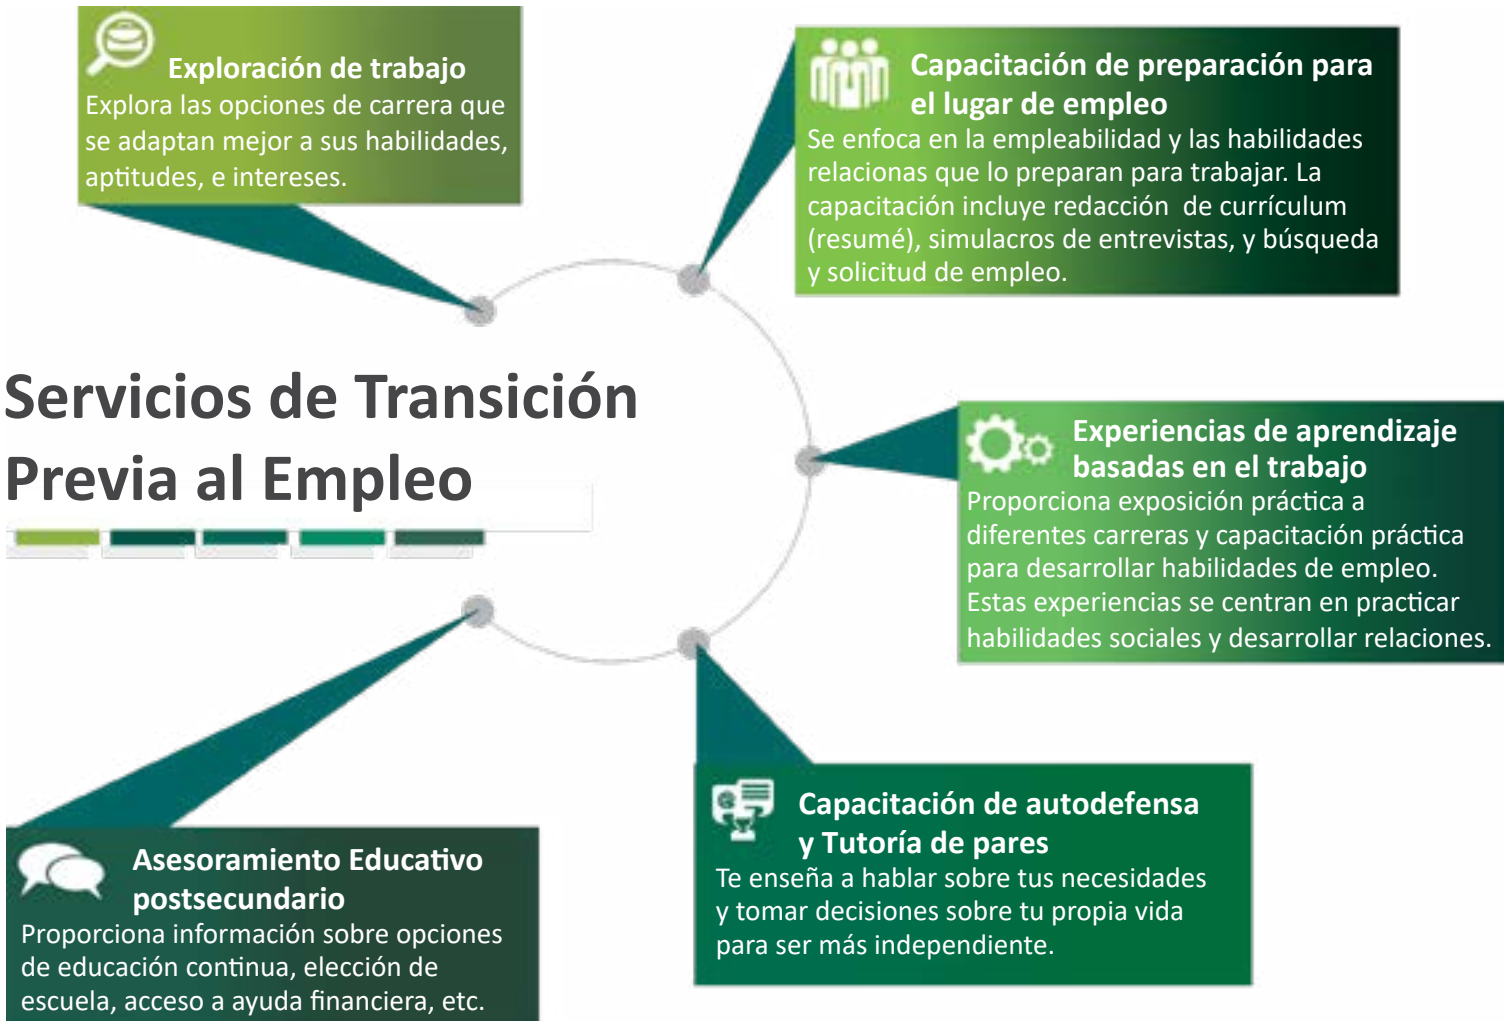 Exploración de trabajo
Explora las opciones de carrera que
se adaptan mejor a sus habilidades,
aptitudes, e intereses.
Capacitación de preparación para
el lugar de empleo
Se enfoca en la empleabilidad y las habilidades
relacionas que lo preparan para trabajar. La
capacitación incluye redacción de currículum
(resumé), simulacros de entrevistas, y búsqueda
y solicitud de empleo.
Servicios de Transición
Previa al Empleo
Experiencias de aprendizaje
basadas en el trabajo
Proporciona exposición práctica a
diferentes carreras y capacitación práctica
para desarrollar habilidades de empleo.
Estas experiencias se centran en practicar
habilidades sociales y desarrollar relaciones.
Capacitación de autodefensa
y Tutoría de pares
Te enseña a hablar sobre tus necesidades
y tomar decisiones sobre tu propia vida
para ser más independiente.
Asesoramiento Educativo
postsecundario
Proporciona información sobre opciones
de educación continua, elección de
escuela, acceso a ayuda financiera, etc.